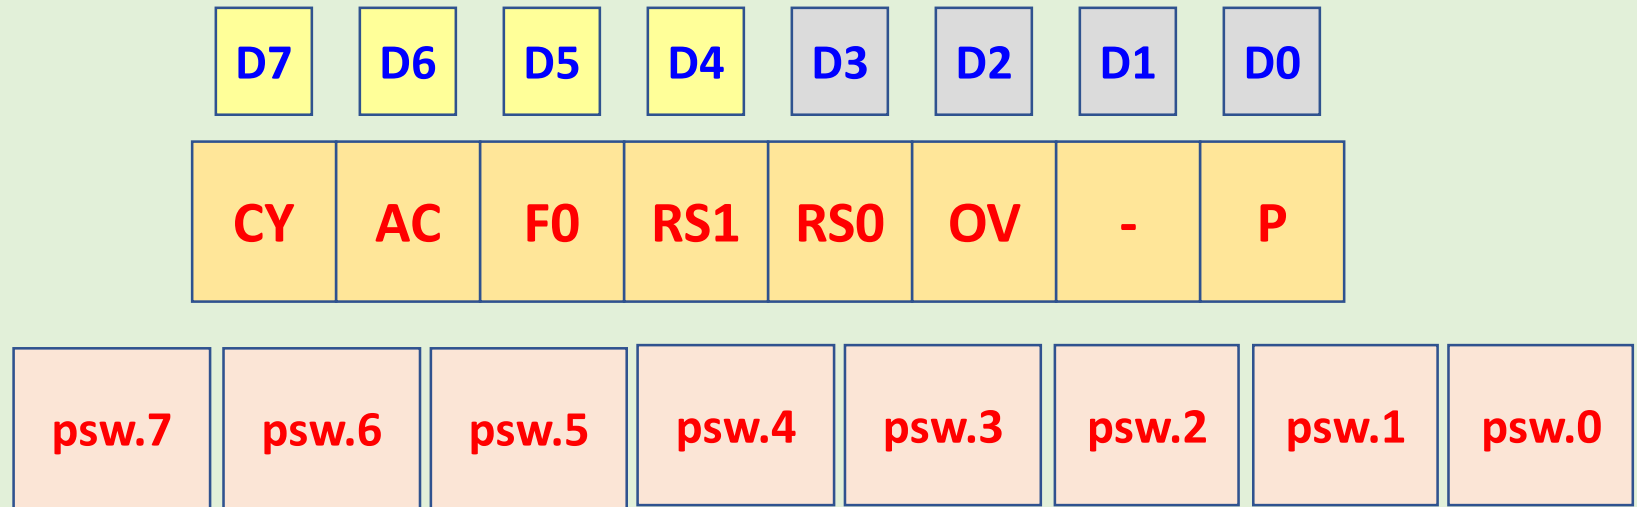 D7 D6 D5 D4 D3 D2 D1 D0
CY AC F0 RS1 RS0 OV - P
psw.7 psw.6 psw.5 psw.4 psw.3 psw.2 psw.1 psw.0